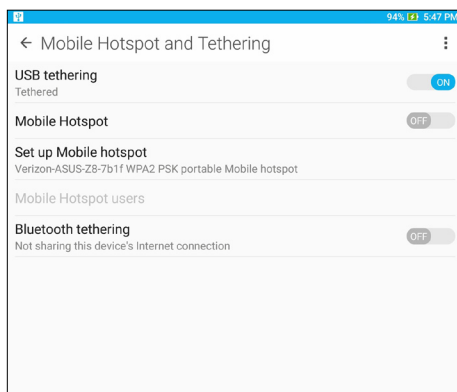 94% 5:47 PM
Mobile Hotspot and Tethering
USB tethering
ON
Tethered
Mobile Hotspot
OFF
Set up Mobile hotspot
Verizon-ASUS-Z8-7b1f WPA2 PSK portable Mobile hotspot
Mobile Hotspot users
Bluetooth tethering
OFF
Not sharing this device's Internet connection